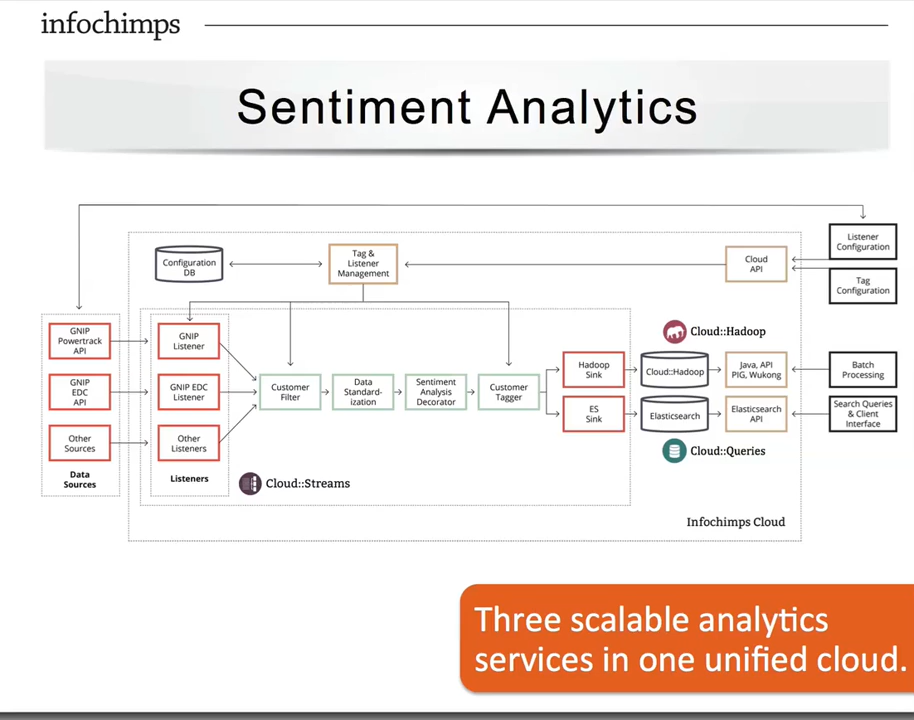 infochimps
Sentiment Analytics
Listener
Configuration
Tag
Configuration
Configuration
DB
Tag &
Listener
Management
Cloud
API
GNIP
Powertrack
API
GNIP
EDC
API
Other
Sources
Data
Sources
GNIP
Listener
GNIP EDC
Listener
Other
Listeners
Listeners
Customer
Filter
Data
Standard-
ization
Sentiment
Analysis
Decorator
Customer
Tagger
Hadoop
Sink
ES
Sink
Cloud::Hadoop
Cloud::Hadoop
Java, API
PIG, Wukong
Batch
Processing
Elasticsearch
Elasticsearch
API
Search Queries
& Client
Interface
Cloud::Queries
Cloud::Streams
Infochimps Cloud
Three scalable analytics
services in one unified cloud.